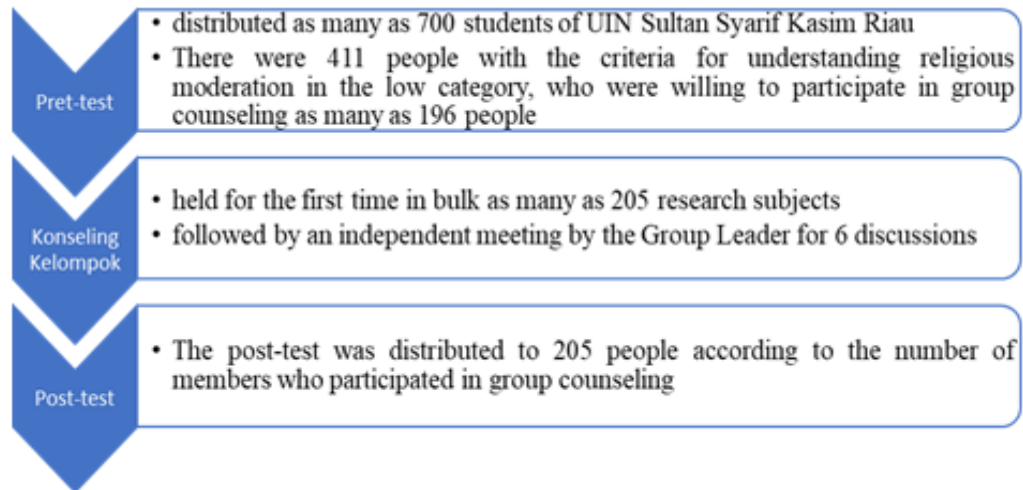 • distributed as many as 700 students of UIN Sultan Syarif Kasim Riau
• There were 411 people with the criteria for understanding religious
moderation in the low category, who were willing to participate in group
counseling as many as 196 people
Pret-test
• held for the first time in bulk as many as 205 research subjects
• followed by an independent meeting by the Group Leader for 6 discussions
Konseling
Kelompok
• The post-test was distributed to 205 people according to the number of
members who participated in group counseling
Post-test